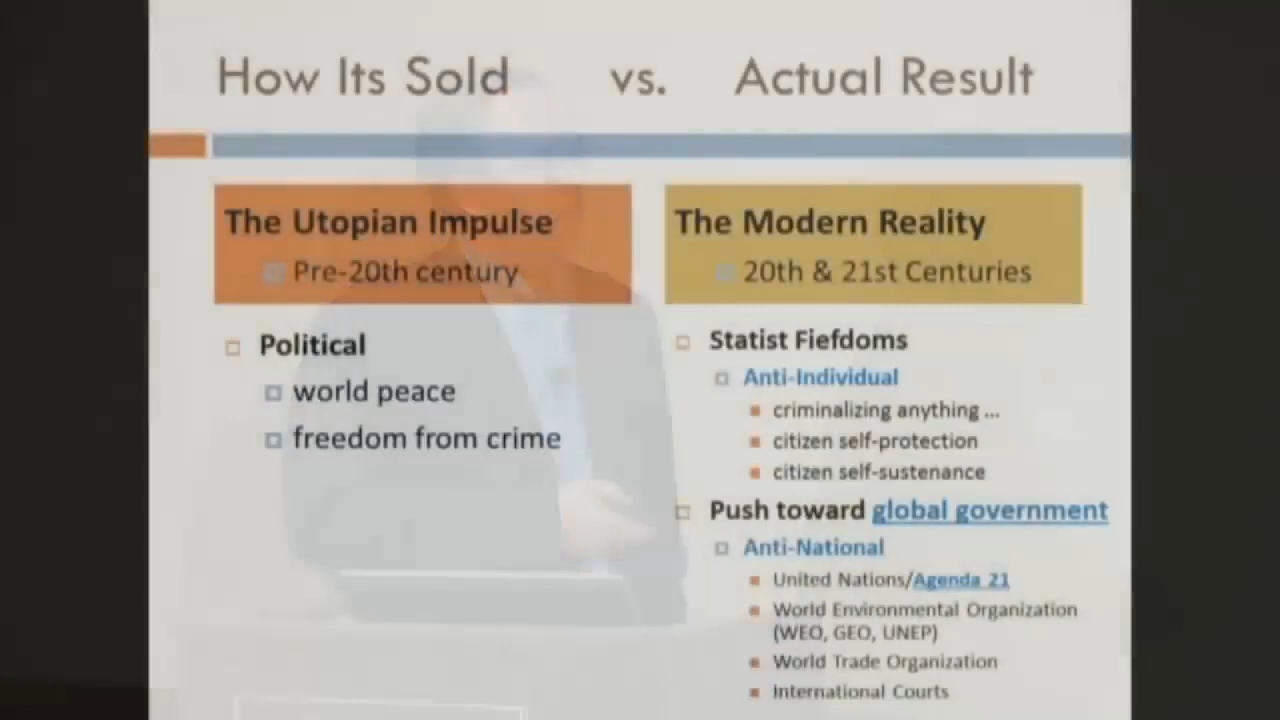 How Its Sold vs. Actual Result
The Utopian Impulse
Pre-20th century
Political
world peace
freedom from crime
The Modern Reality
20th & 21st Centuries
Statist Fiefdoms
Anti-Individual
criminalizing anything ...
citizen self-protection
citizen self-sustenance
Push toward global government
Anti-National
United Nations/Agenda 21
World Environmental Organization
(WEO, GEO, UNEP)
World Trade Organization
International Courts